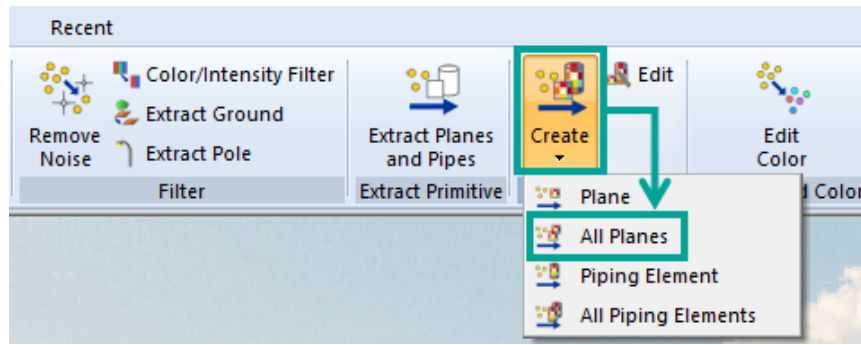 Recent
Remove
Noise
Color/Intensity Filter
Extract Ground
Extract Pole
Filter
Extract Planes
and Pipes
Extract Primitive
Create
Edit
Edit
Color
Color
Plane
All Planes
Piping Element
All Piping Elements